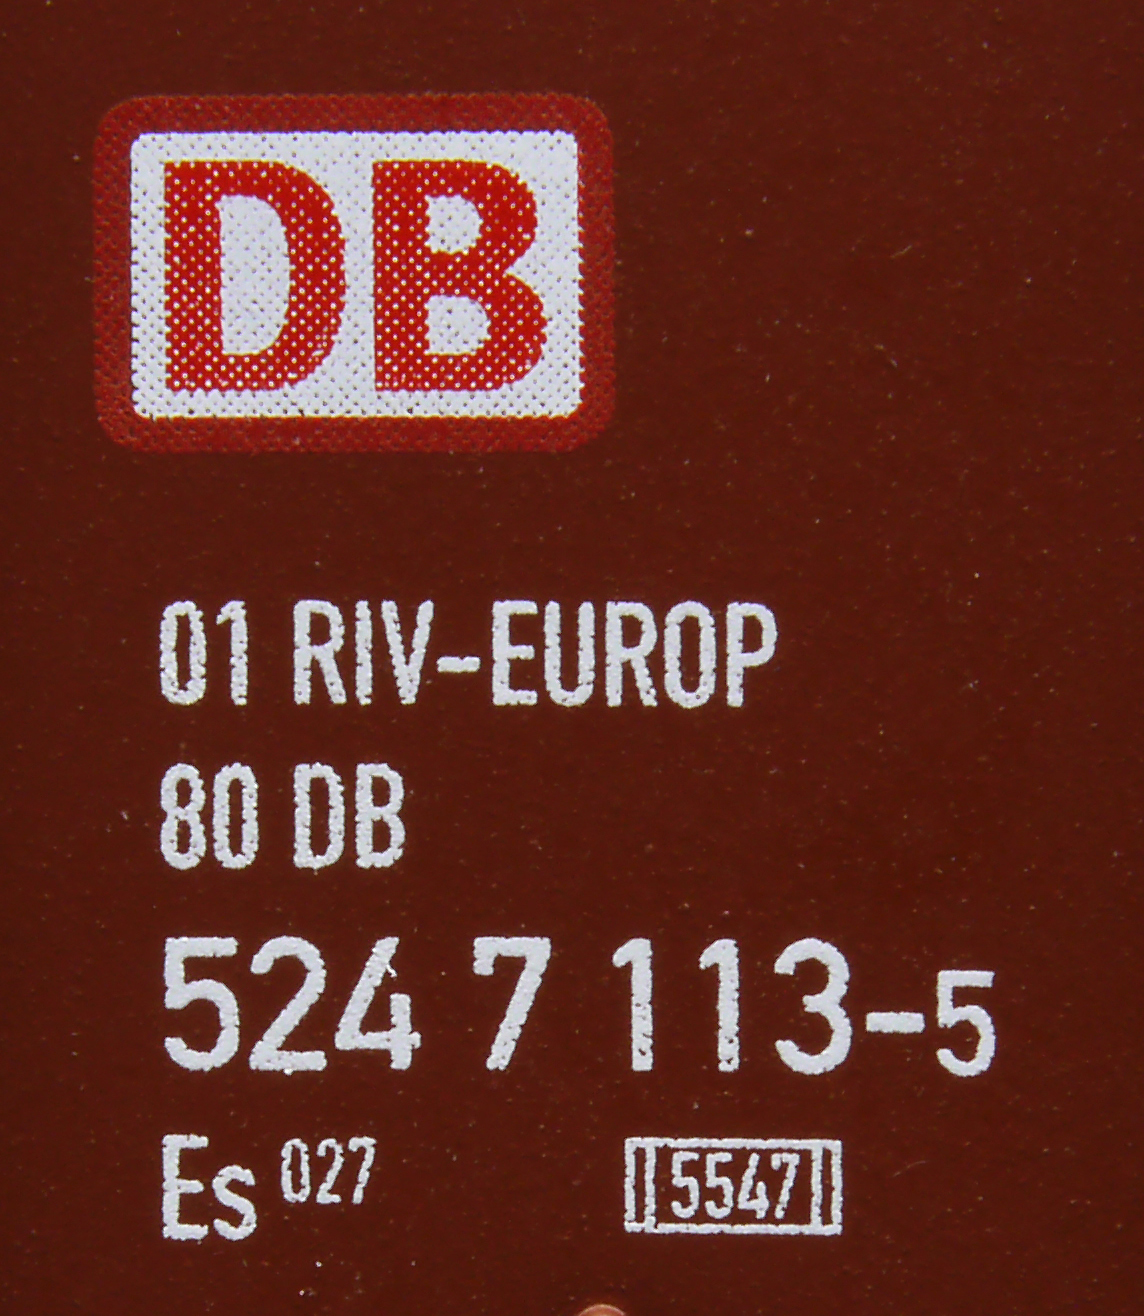 DB
01 RIV-EUROP
80 DB
524 7 113-5
Es 027 5547